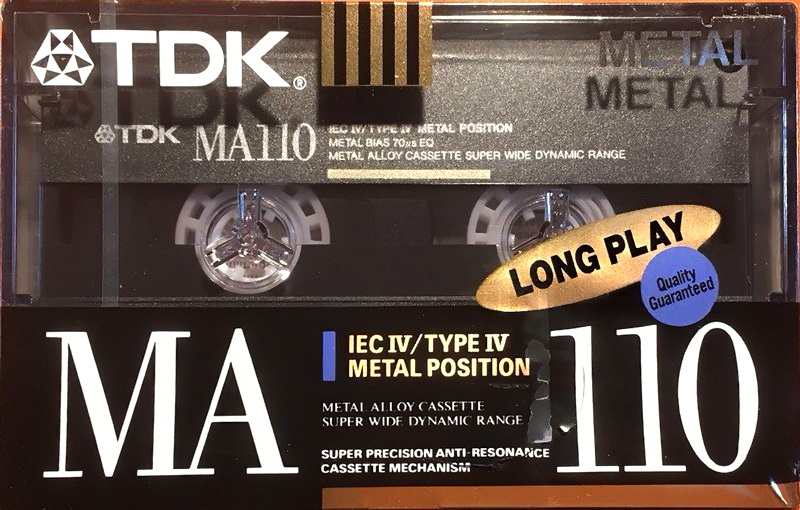 TDK®
METAL
METAL
TDK MA110
IEC IV/TYPE IV METAL POSITION
METAL BIAS 70μs EQ
METAL ALLOY CASSETTE SUPER WIDE DYNAMIC RANGE
LONG PLAY
Quality
Guaranteed
MA 110
IEC IV/TYPE IV
METAL POSITION
METAL ALLOY CASSETTE
SUPER WIDE DYNAMIC RANGE
SUPER PRECISION ANTI-RESONANCE
CASSETTE MECHANISM